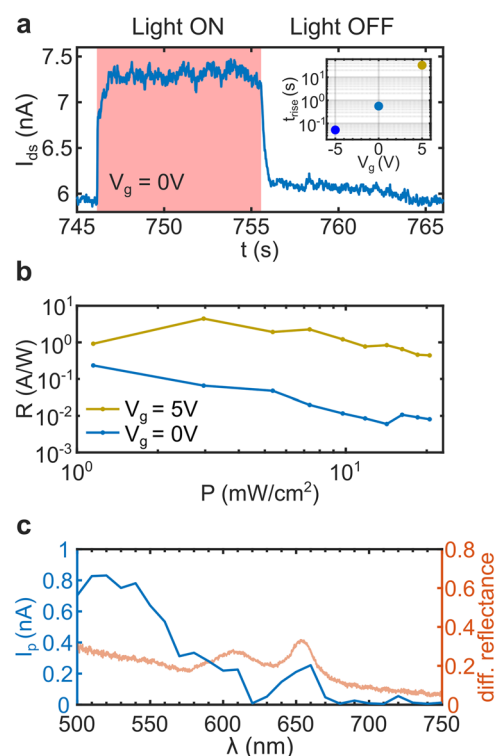 a
Light ON Light OFF
7.5
7
6.5
6
I_ds (nA)
V_g = 0V
745 750 755 760 765
t (s)
10^1
10^0
10^-1
t_rise (s)
-5 0 5
V_g (V)
b
10^1
10^0
10^-1
10^-2
10^-3
R (A/W)
V_g = 5V
V_g = 0V
10^0 10^1
P (mW/cm^2)
c
1
0.8
0.6
0.4
0.2
0
I_p (nA)
0.8
0.6
0.4
0.2
0
diff. reflectance
500 550 600 650 700 750
λ (nm)